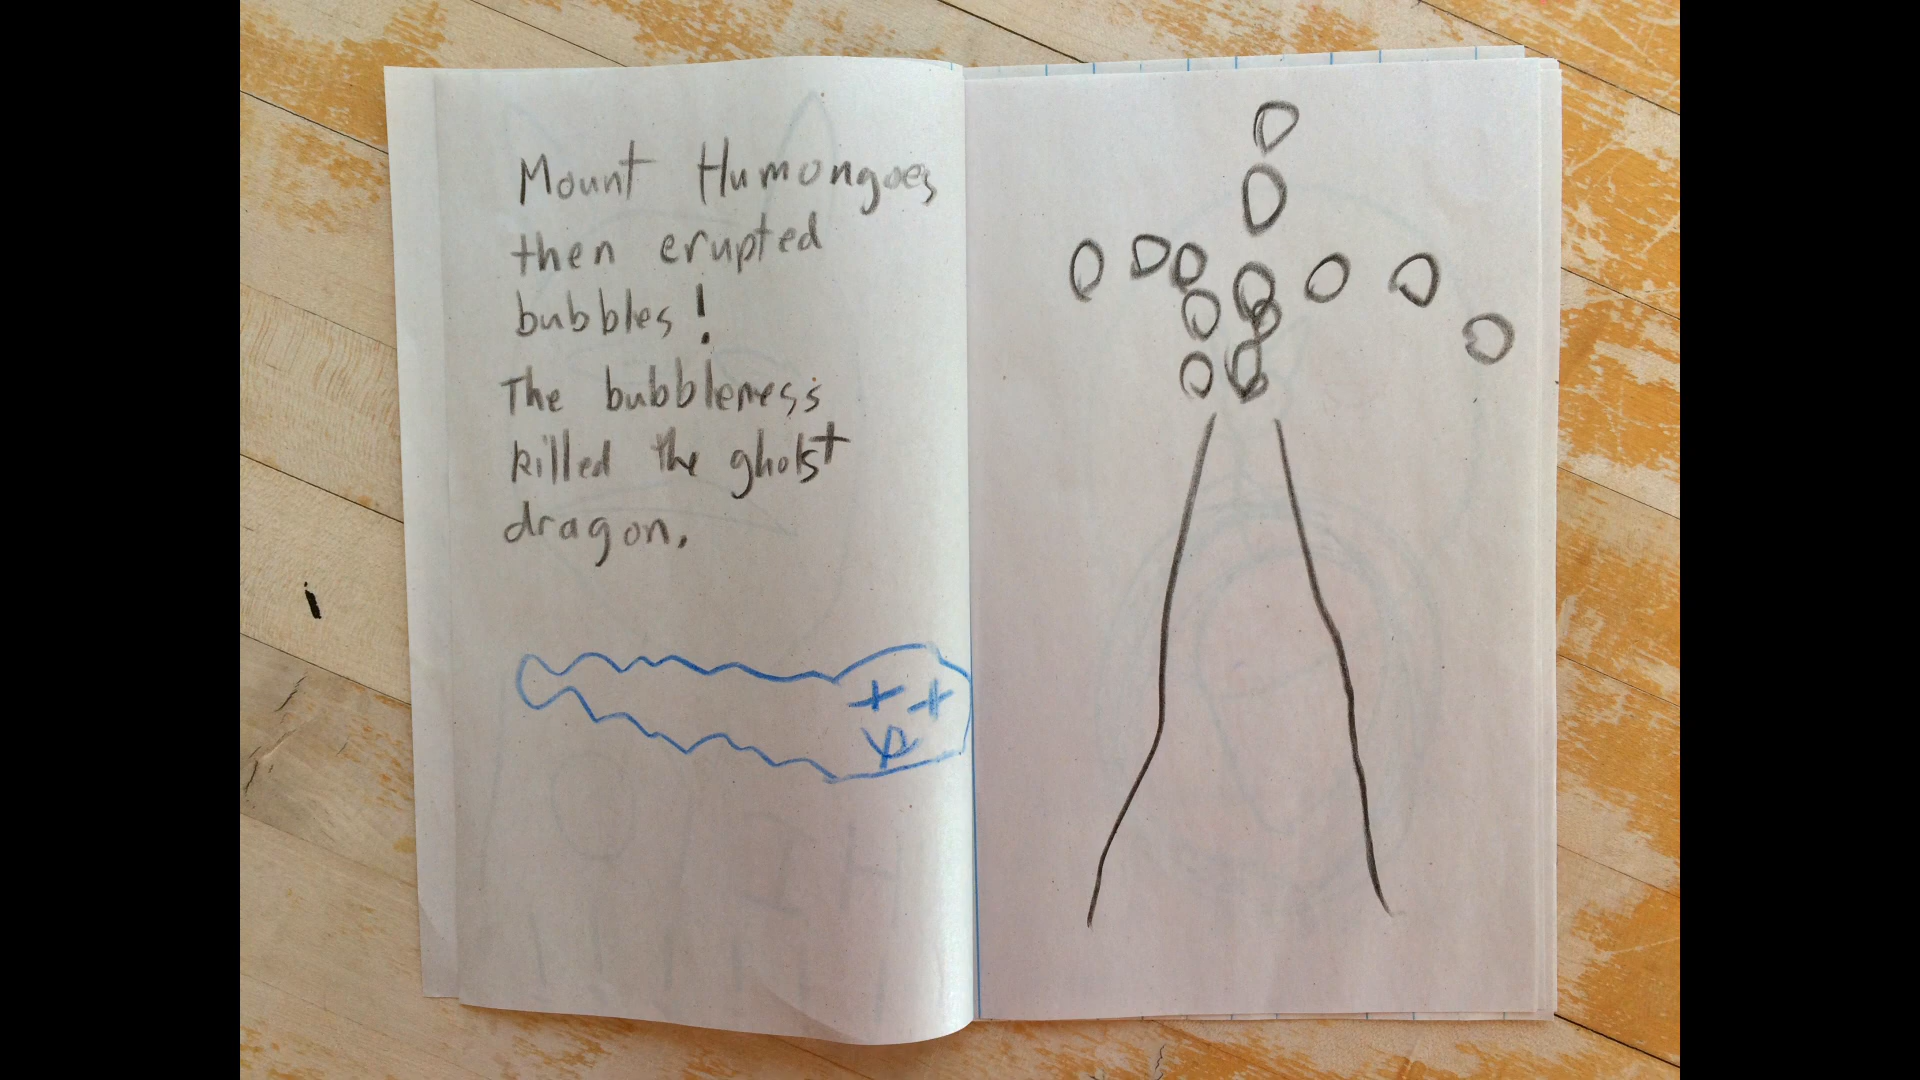 Mount Humongoes
then erupted
bubbles!
The bubbleness
killed the ghost
dragon.